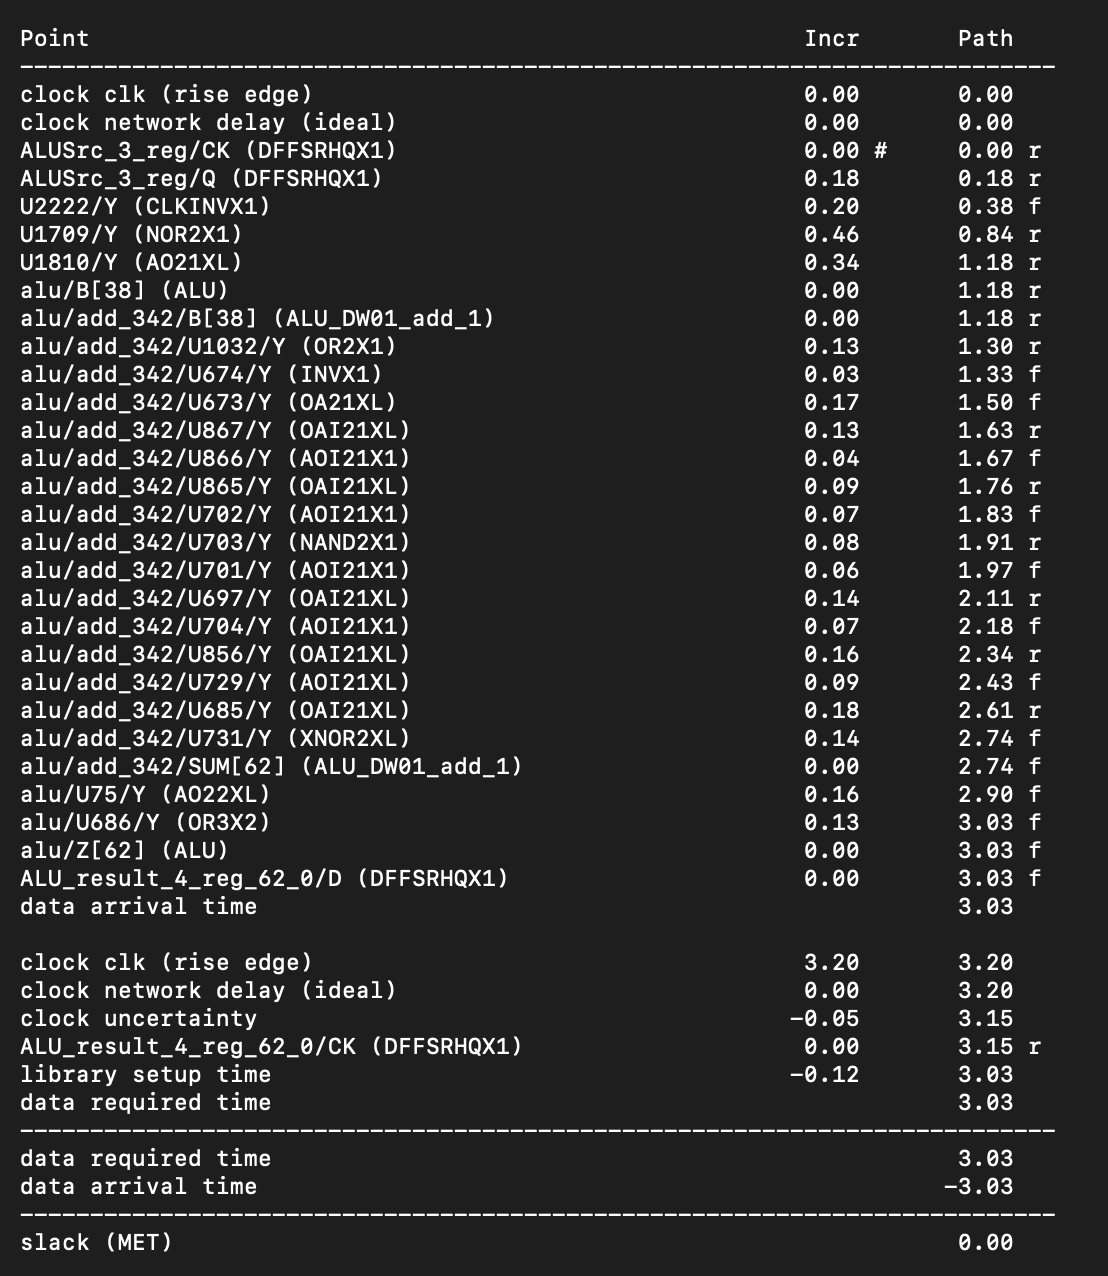 Point Incr Path
--------------------------------------------------------------------------
clock clk (rise edge) 0.00 0.00
clock network delay (ideal) 0.00 0.00
ALUSrc_3_reg/CK (DFFSRHQX1) 0.00 # 0.00 r
ALUSrc_3_reg/Q (DFFSRHQX1) 0.18 0.18 r
U2222/Y (CLKINVX1) 0.20 0.38 f
U1709/Y (NOR2X1) 0.46 0.84 r
U1810/Y (AO21XL) 0.34 1.18 r
alu/B[38] (ALU) 0.00 1.18 r
alu/add_342/B[38] (ALU_DW01_add_1) 0.00 1.18 r
alu/add_342/U1032/Y (OR2X1) 0.13 1.30 r
alu/add_342/U674/Y (INVX1) 0.03 1.33 f
alu/add_342/U673/Y (OA21XL) 0.17 1.50 f
alu/add_342/U867/Y (OAI21XL) 0.13 1.63 r
alu/add_342/U866/Y (AOI21X1) 0.04 1.67 f
alu/add_342/U865/Y (OAI21XL) 0.09 1.76 r
alu/add_342/U702/Y (AOI21X1) 0.07 1.83 f
alu/add_342/U703/Y (NAND2X1) 0.08 1.91 r
alu/add_342/U701/Y (AOI21X1) 0.06 1.97 f
alu/add_342/U697/Y (OAI21XL) 0.14 2.11 r
alu/add_342/U704/Y (AOI21X1) 0.07 2.18 f
alu/add_342/U856/Y (OAI21XL) 0.16 2.34 r
alu/add_342/U729/Y (AOI21XL) 0.09 2.43 f
alu/add_342/U685/Y (OAI21XL) 0.18 2.61 r
alu/add_342/U731/Y (XNOR2XL) 0.14 2.74 f
alu/add_342/SUM[62] (ALU_DW01_add_1) 0.00 2.74 f
alu/U75/Y (AO22XL) 0.16 2.90 f
alu/U686/Y (OR3X2) 0.13 3.03 f
alu/Z[62] (ALU) 0.00 3.03 f
ALU_result_4_reg_62_0/D (DFFSRHQX1) 0.00 3.03 f
data arrival time 3.03
clock clk (rise edge) 3.20 3.20
clock network delay (ideal) 0.00 3.20
clock uncertainty -0.05 3.15
ALU_result_4_reg_62_0/CK (DFFSRHQX1) 0.00 3.15 r
library setup time -0.12 3.03
data required time 3.03
--------------------------------------------------------------------------
data required time 3.03
data arrival time -3.03
--------------------------------------------------------------------------
slack (MET) 0.00